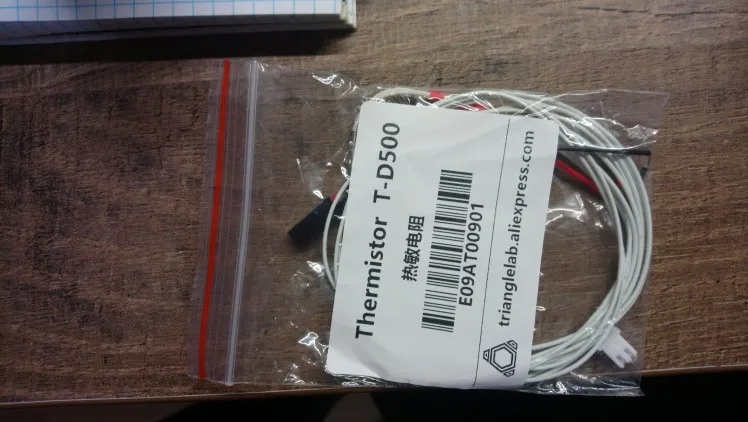 Thermistor T-D500
热敏电阻
E09AT00901
trianglelab.aliexpress.com